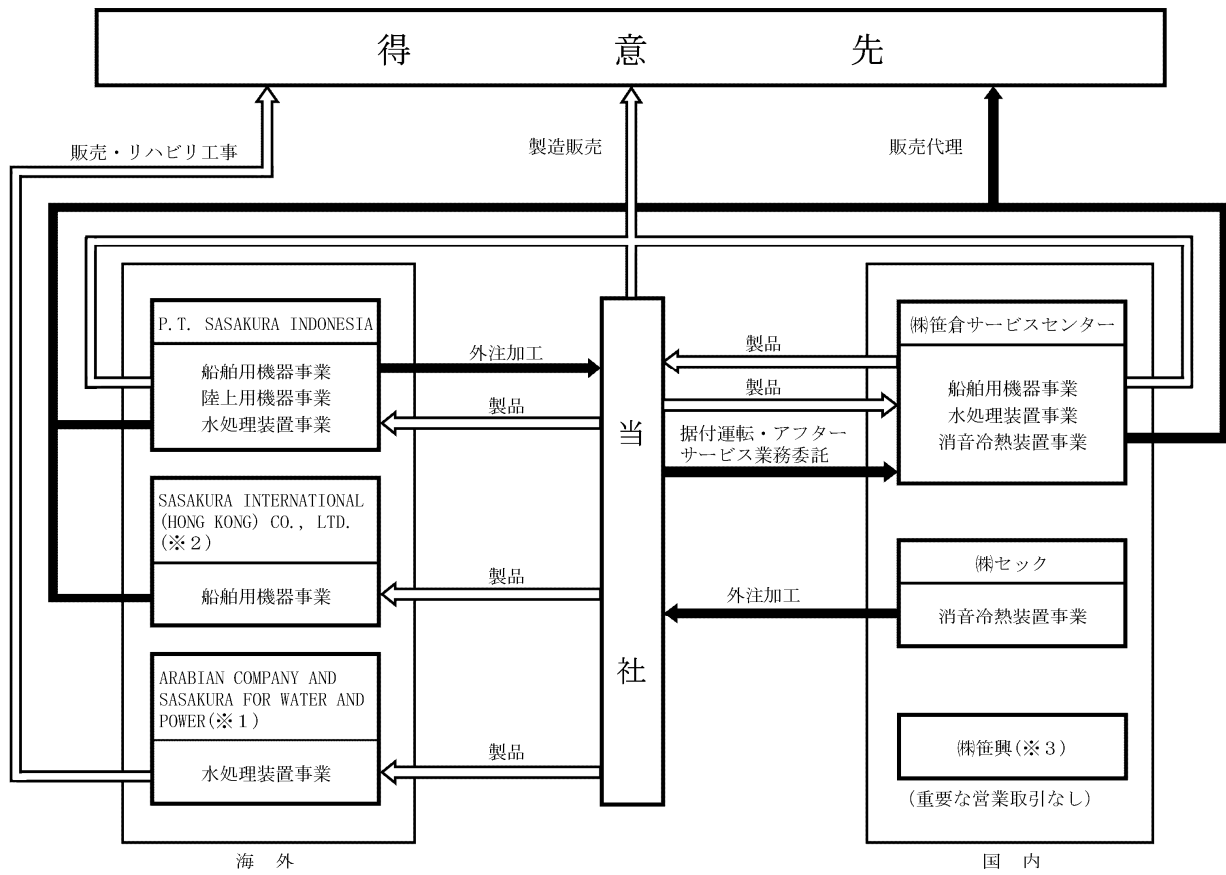 得意先
販売・リハビリ工事
製造販売
販売代理
P.T. SASAKURA INDONESIA
船舶用機器事業
陸上用機器事業
水処理装置事業
SASAKURA INTERNATIONAL
(HONG KONG) CO., LTD.
(※2)
船舶用機器事業
ARABIAN COMPANY AND
SASAKURA FOR WATER AND
POWER(※1)
水処理装置事業
海外
外注加工
製品
製品
製品
当社
製品
製品
据付運転・アフター
サービス業務委託
外注加工
㈱笹倉サービスセンター
船舶用機器事業
水処理装置事業
消音冷熱装置事業
㈱セック
消音冷熱装置事業
㈱笹興(※3)
(重要な営業取引なし)
国内